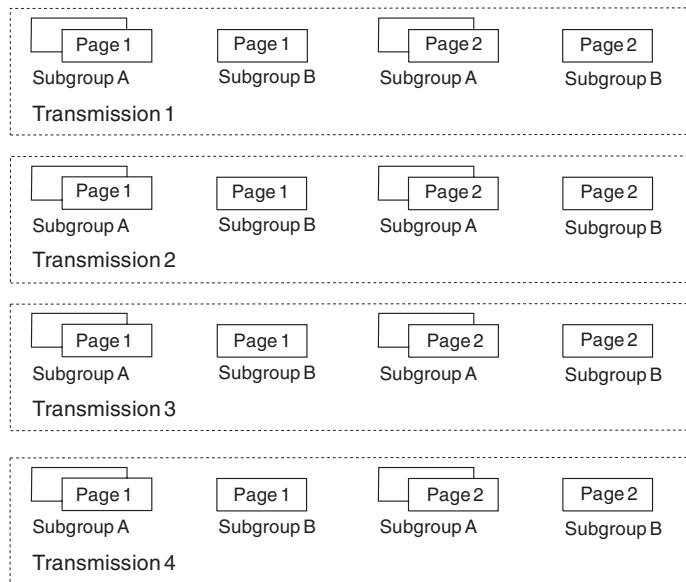 Page 1 Page 1 Page 2 Page 2
Subgroup A Subgroup B Subgroup A Subgroup B
Transmission 1
Page 1 Page 1 Page 2 Page 2
Subgroup A Subgroup B Subgroup A Subgroup B
Transmission 2
Page 1 Page 1 Page 2 Page 2
Subgroup A Subgroup B Subgroup A Subgroup B
Transmission 3
Page 1 Page 1 Page 2 Page 2
Subgroup A Subgroup B Subgroup A Subgroup B
Transmission 4